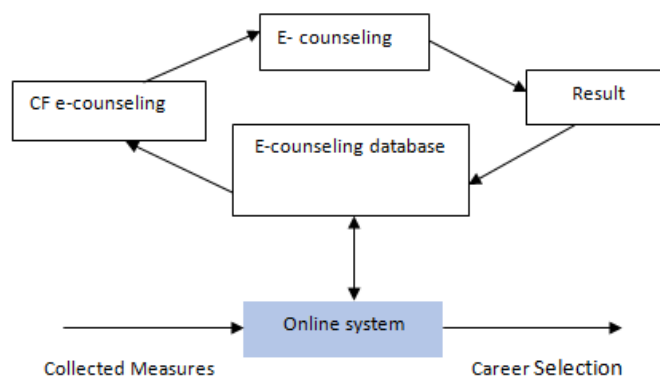 E- counseling
CF e-counseling
Result
E-counseling database
Online system
Collected Measures
Career Selection